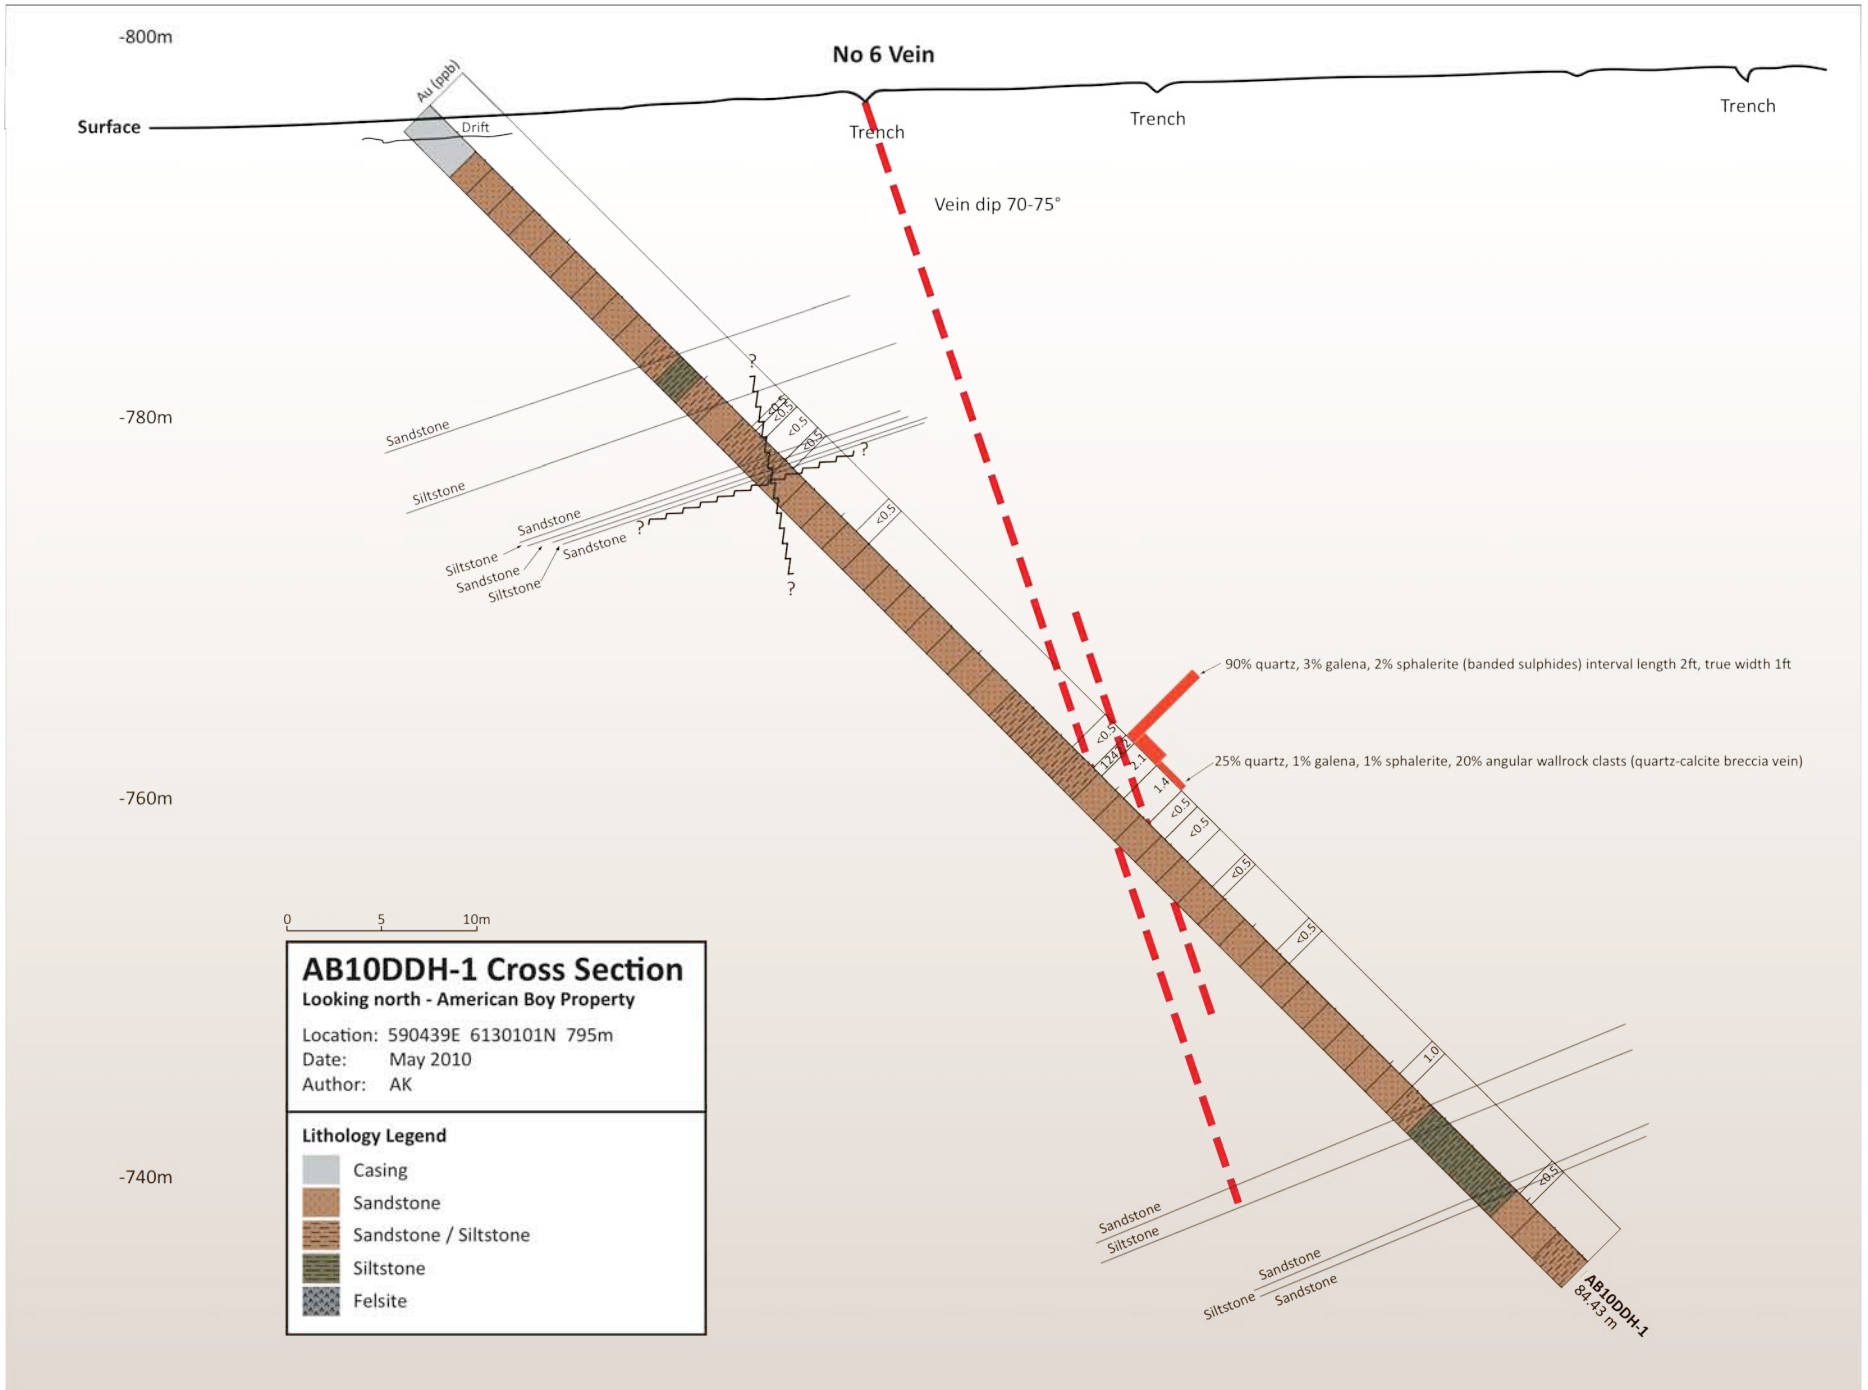 -800m
No 6 Vein
Au (ppb)
Surface
Drift
Trench
Trench
Trench
Vein dip 70-75°
?
-780m
<0.5
<0.5
<0.5
<0.5
Sandstone
?
Siltstone
<0.5
Sandstone
?
Sandstone
Siltstone
Sandstone
Siltstone
?
90% quartz, 3% galena, 2% sphalerite (banded sulphides) interval length 2ft, true width 1ft
<0.5
2.1
25% quartz, 1% galena, 1% sphalerite, 20% angular wallrock clasts (quartz-calcite breccia vein)
1.4
-760m
<0.5
<0.5
<0.5
<0.5
1.0
<0.5
0 5 10m
AB10DDH-1 Cross Section
Looking north - American Boy Property
Location: 590439E 6130101N 795m
Date: May 2010
Author: AK
Lithology Legend
Casing
Sandstone
Sandstone / Siltstone
Siltstone
Felsite
-740m
Sandstone
Siltstone
Sandstone
Siltstone
Sandstone
AB10DDH-1
84.43 m